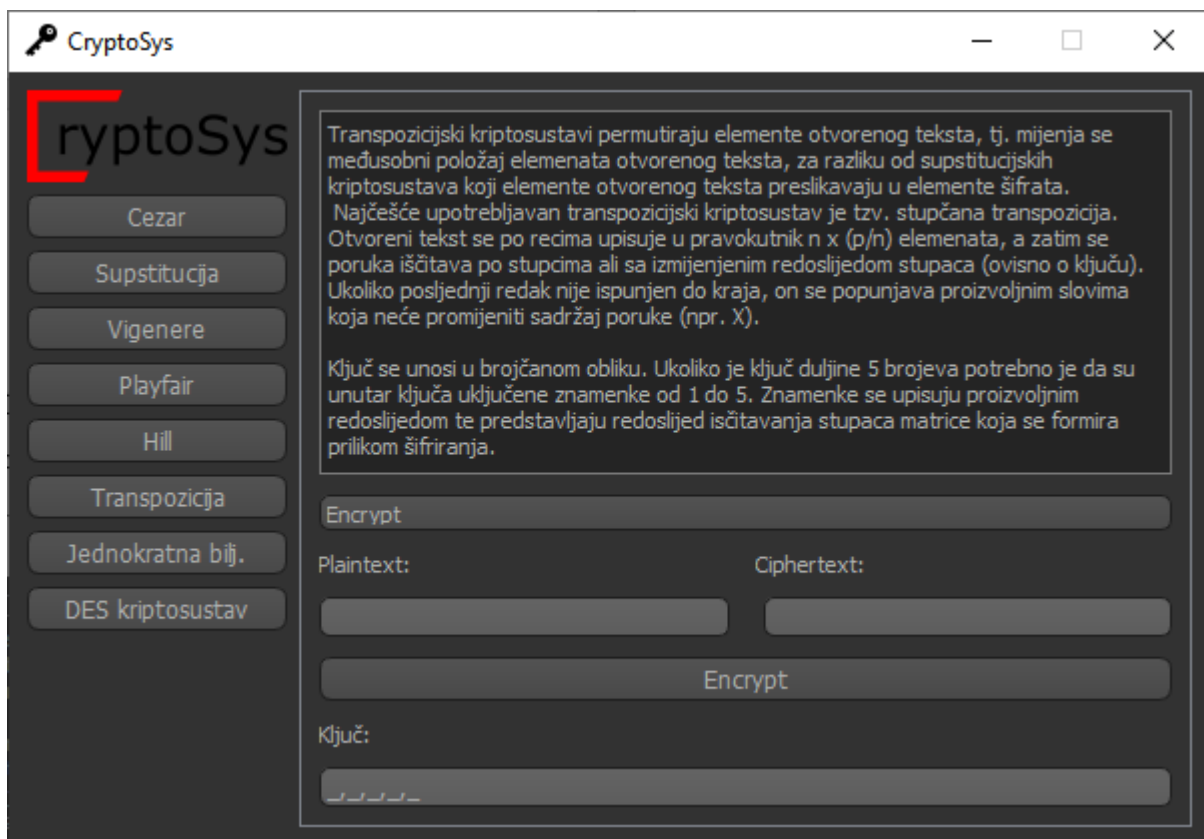 CryptoSys
CryptoSys
Cezar
Supstitucija
Vigenere
Playfair
Hill
Transpozicija
Jednokratna bilj.
DES kriptosustav
Transpozicijski kriptosustavi permutiraju elemente otvorenog teksta, tj. mijenja se
međusobni položaj elemenata otvorenog teksta, za razliku od supstitucijskih
kriptosustava koji elemente otvorenog teksta preslikavaju u elemente šifrata.
Najčešće upotrebljavan transpozicijski kriptosustav je tzv. stupčana transpozicija.
Otvoreni tekst se po recima upisuje u pravokutnik n x (p/n) elemenata, a zatim se
poruka iščitava po stupcima ali sa izmijenjenim redoslijedom stupaca (ovisno o ključu).
Ukoliko posljednji redak nije ispunjen do kraja, on se popunjava proizvoljnim slovima
koja neće promijeniti sadržaj poruke (npr. X).
Ključ se unosi u brojčanom obliku. Ukoliko je ključ duljine 5 brojeva potrebno je da su
unutar ključa uključene znamenke od 1 do 5. Znamenke se upisuju proizvoljnim
redoslijedom te predstavljaju redoslijed isčitavanja stupaca matrice koja se formira
prilikom šifriranja.
Encrypt
Plaintext:
Ciphertext:
Encrypt
Ključ:
_,_,_,_,_